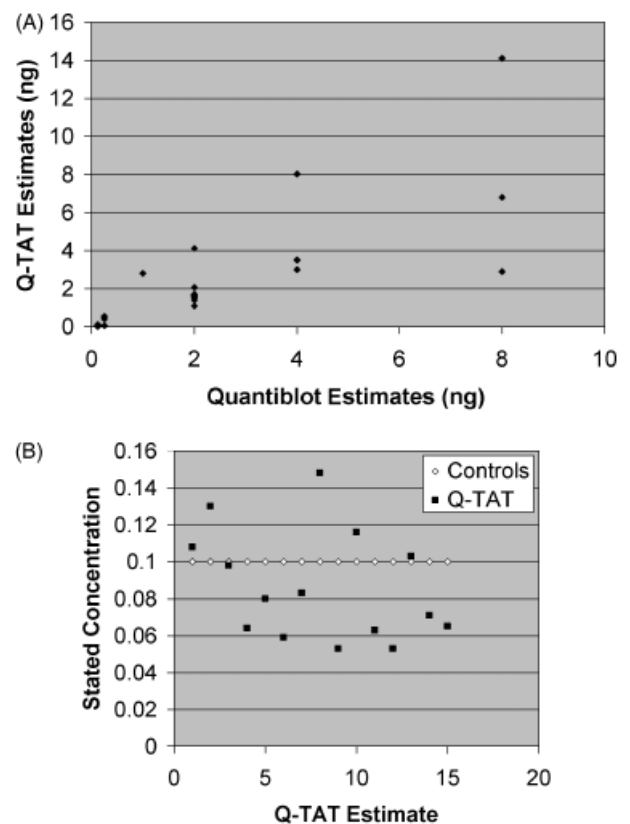 (A)
Q-TAT Estimates (ng)
16
14
12
10
8
6
4
2
0
0 2 4 6 8 10
Quantiblot Estimates (ng)
(B)
Stated Concentration
0.16
0.14
0.12
0.1
0.08
0.06
0.04
0.02
0
Controls
Q-TAT
0 5 10 15 20
Q-TAT Estimate